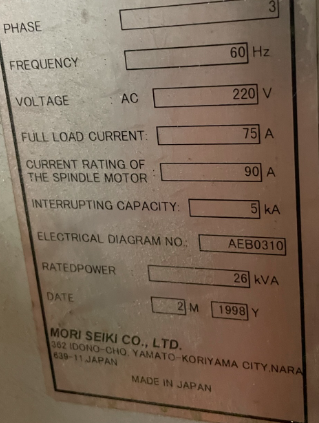 PHASE 3
FREQUENCY 60 Hz
VOLTAGE : AC 220 V
FULL LOAD CURRENT: 75 A
CURRENT RATING OF
THE SPINDLE MOTOR : 90 A
INTERRUPTING CAPACITY: 5 kA
ELECTRICAL DIAGRAM NO.: AEB0310
RATEDPOWER 26 kVA
DATE 2 M 1998 Y
MORI SEIKI CO., LTD.
362 IDONO-CHO, YAMATO-KORIYAMA CITY, NARA
639-11 JAPAN
MADE IN JAPAN